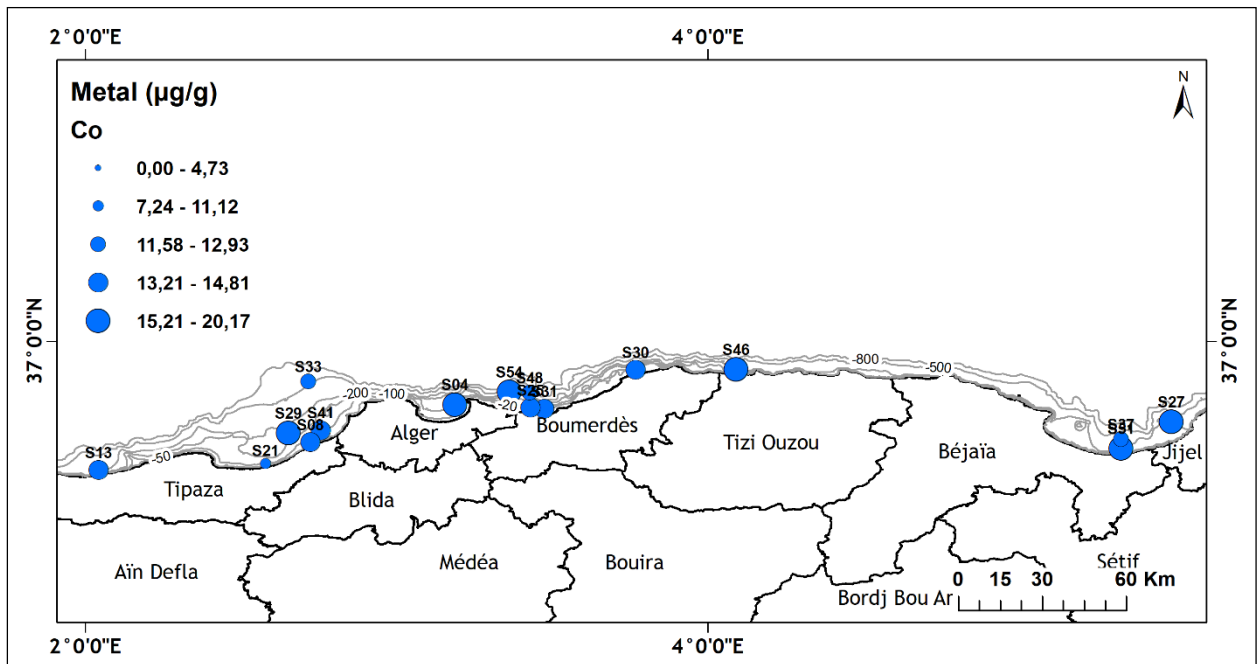 2°0'0"E
4°0'0"E
Metal (µg/g)
Co
0,00 - 4,73
7,24 - 11,12
11,58 - 12,93
13,21 - 14,81
15,21 - 20,17
N
37°0'0"N
37°0'0"N
S30
S46
-800
-500
S33
S54
S48
-200
-100
S04
-20
S29
S41
S08
S27
S37
S13
-50
S21
Alger
Boumerdès
Tizi Ouzou
Béjaïa
Jijel
Tipaza
Blida
Aïn Defla
Médéa
Bouira
Sétif
0 15 30 60 Km
Bordj Bou Ar
2°0'0"E
4°0'0"E